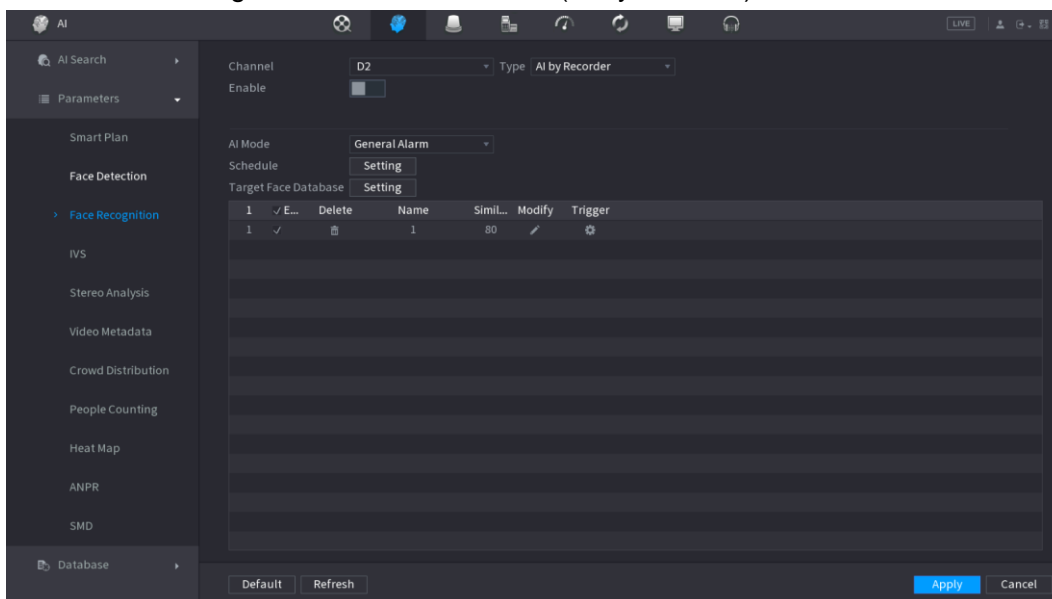 AI
LIVE
AI Search
Parameters
Smart Plan
Face Detection
Face Recognition
IVS
Stereo Analysis
Video Metadata
Crowd Distribution
People Counting
Heat Map
ANPR
SMD
Database
Channel D2 Type AI by Recorder
Enable
AI Mode General Alarm
Schedule Setting
Target Face Database Setting
1 E... Delete Name Simil... Modify Trigger
1 1 80
Default Refresh Apply Cancel